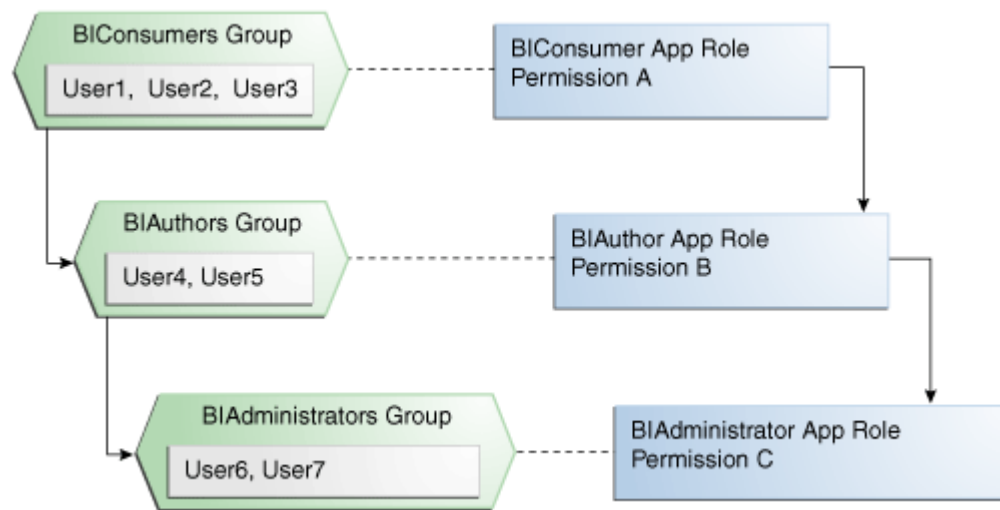 BIConsumers Group
User1, User2, User3
BIConsumer App Role
Permission A
BIAuthors Group
User4, User5
BIAuthor App Role
Permission B
BIAdministrators Group
User6, User7
BIAdministrator App Role
Permission C